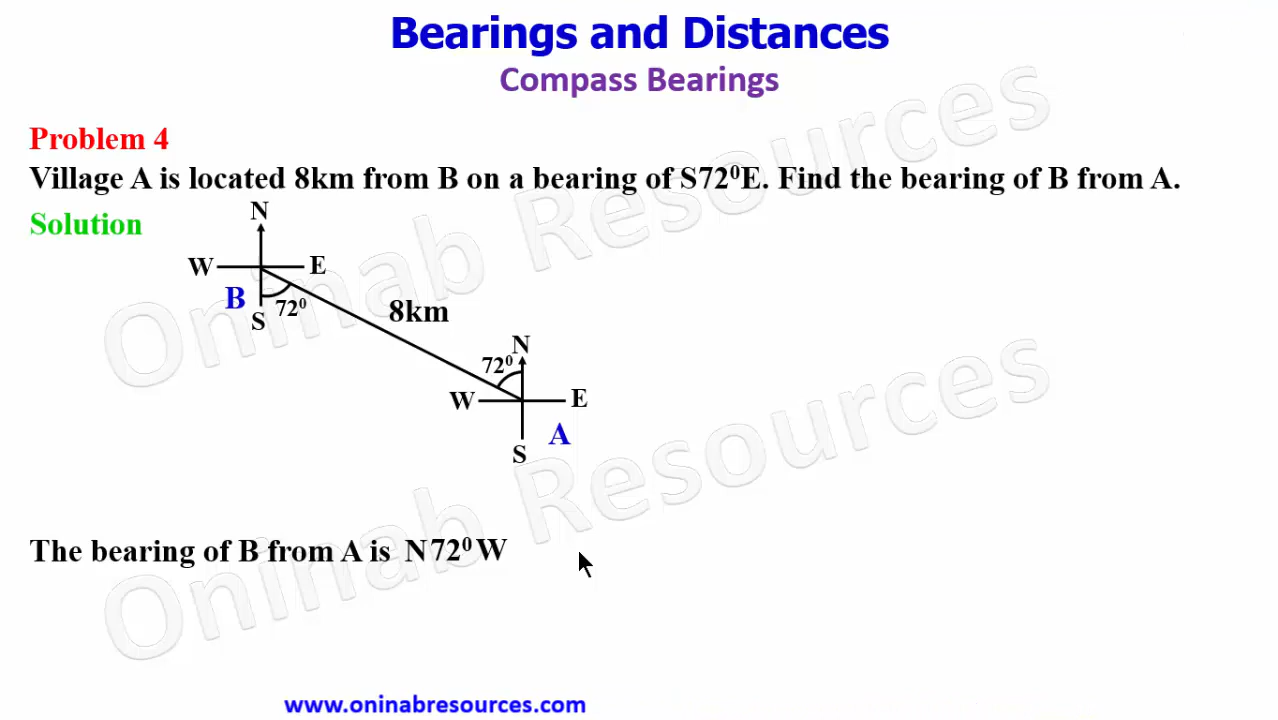 Bearings and Distances
Compass Bearings
Problem 4
Village A is located 8km from B on a bearing of S72⁰E. Find the bearing of B from A.
Solution
N
W
E
B
72⁰
S
8km
N
72⁰
W
E
A
S
The bearing of B from A is N72⁰W
Oninab Resources
Oninab Resources
www.oninabresources.com